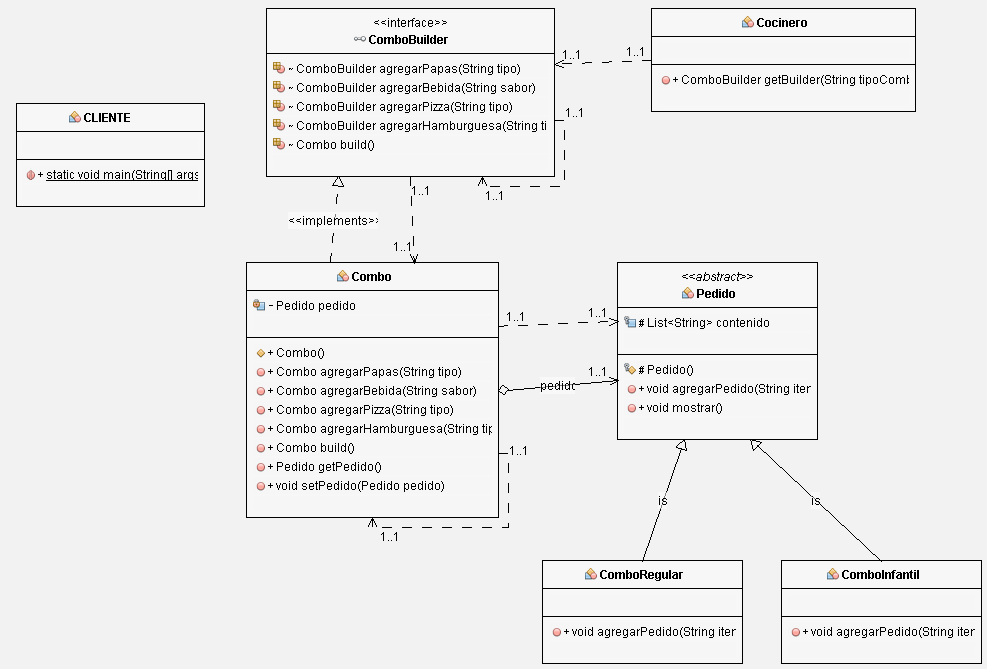 <<interface>>
ComboBuilder
~ ComboBuilder agregarPapas(String tipo)
~ ComboBuilder agregarBebida(String sabor)
~ ComboBuilder agregarPizza(String tipo)
~ ComboBuilder agregarHamburguesa(String ti
~ Combo build()
Cocinero
+ ComboBuilder getBuilder(String tipoComb
1..1
1..1
1..1
1..1
CLIENTE
+ static void main(String[] args
1..1
1..1
<<implements>>
Combo
- Pedido pedido
+ Combo()
+ Combo agregarPapas(String tipo)
+ Combo agregarBebida(String sabor)
+ Combo agregarPizza(String tipo)
+ Combo agregarHamburguesa(String tip
+ Combo build()
+ Pedido getPedido()
+ void setPedido(Pedido pedido)
1..1
1..1
1..1
pedido
1..1
1..1
<<abstract>>
Pedido
# List<String> contenido
# Pedido()
+ void agregarPedido(String iter
+ void mostrar()
is
is
ComboRegular
+ void agregarPedido(String iter
ComboInfantil
+ void agregarPedido(String iter